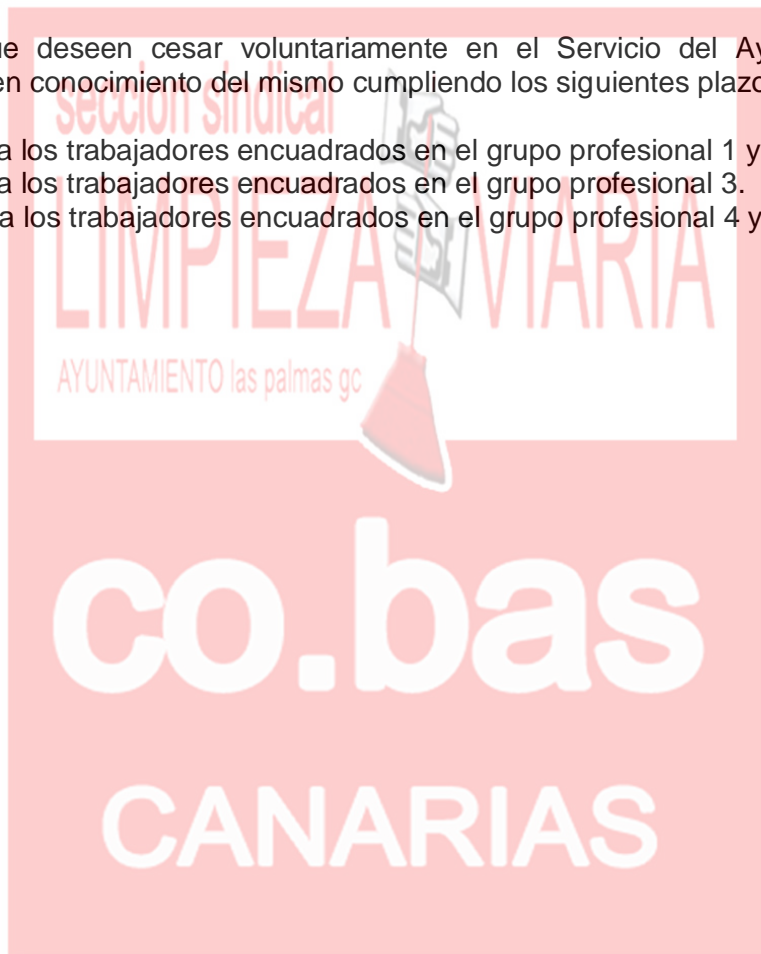 ue deseen cesar voluntariamente en el Servicio del Ay
en conocimiento del mismo cumpliendo los siguientes plazo
sección sindical
a los trabajadores encuadrados en el grupo profesional 1 y
a los trabajadores encuadrados en el grupo profesional 3.
a los trabajadores encuadrados en el grupo profesional 4 y
LIMPIEZA VIARIA
AYUNTAMIENTO las palmas gc
co.bas
CANARIAS